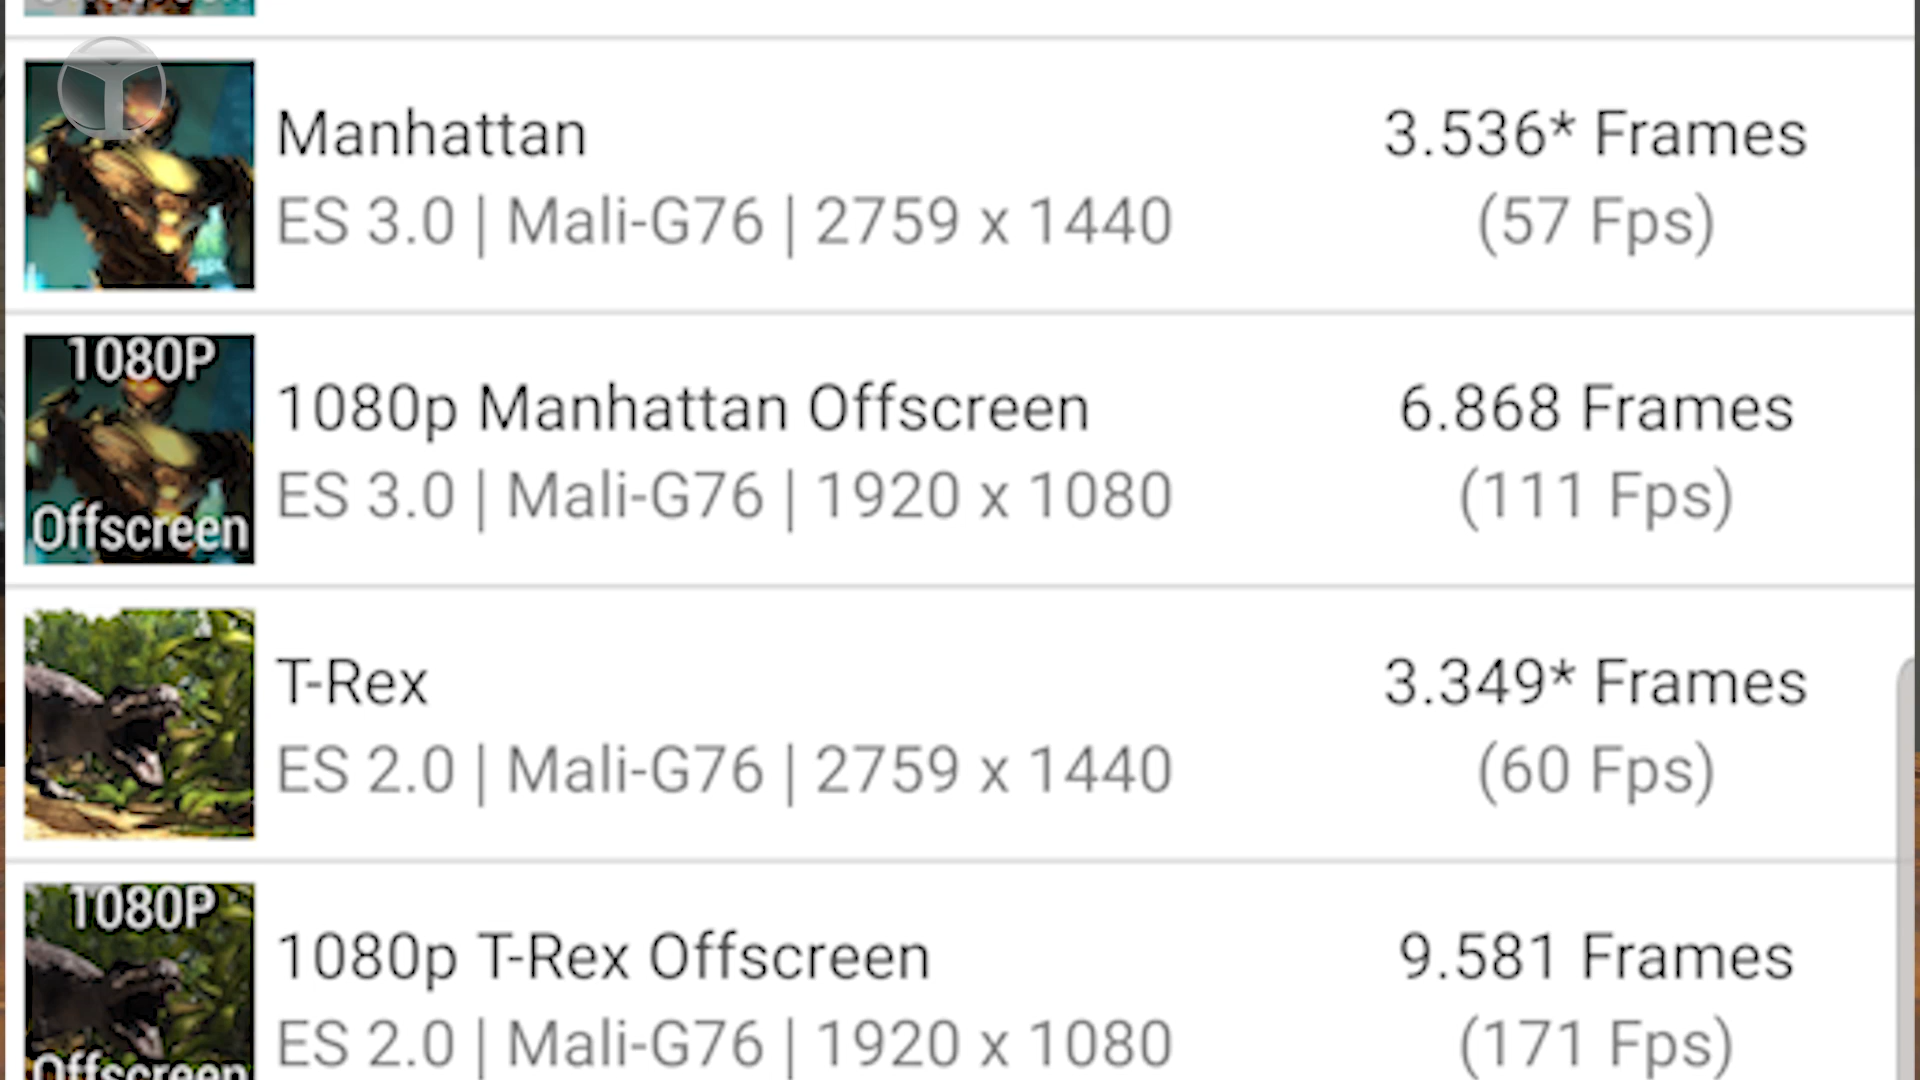 Manhattan
3.536* Frames
ES 3.0 | Mali-G76 | 2759 x 1440
(57 Fps)
1080P
Offscreen
1080p Manhattan Offscreen
6.868 Frames
ES 3.0 | Mali-G76 | 1920 x 1080
(111 Fps)
T-Rex
3.349* Frames
ES 2.0 | Mali-G76 | 2759 x 1440
(60 Fps)
1080P
Offscreen
1080p T-Rex Offscreen
9.581 Frames
ES 2.0 | Mali-G76 | 1920 x 1080
(171 Fps)